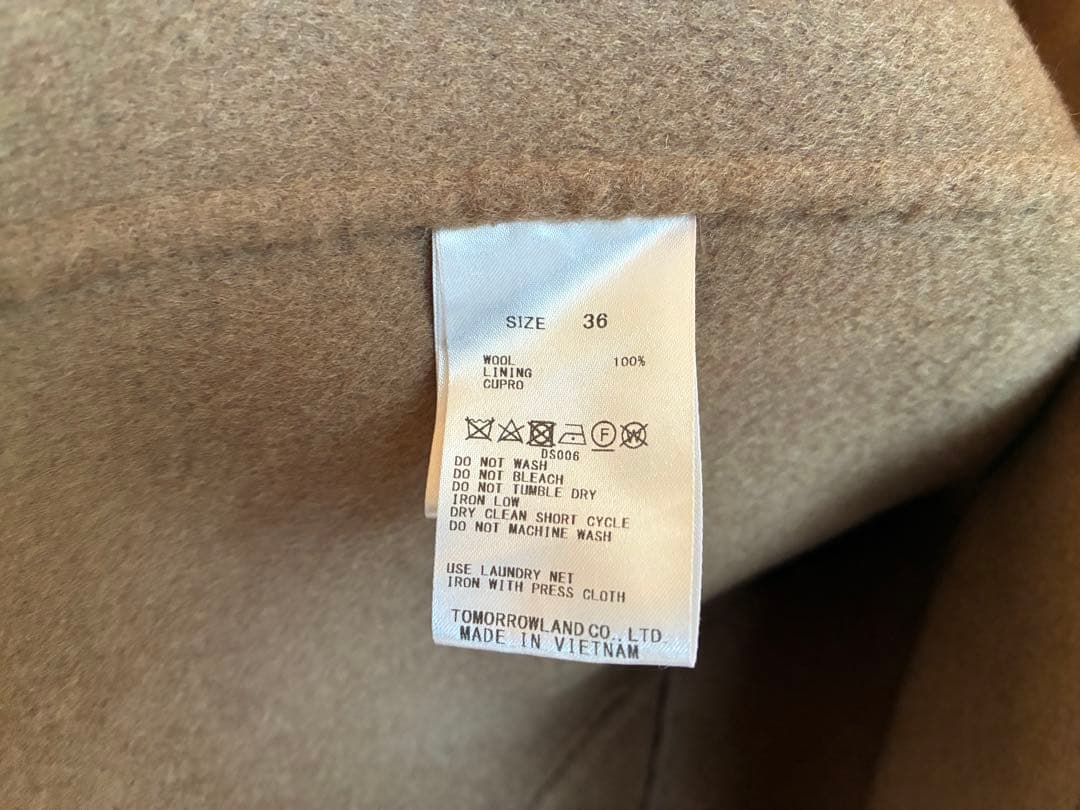 SIZE 36
WOOL 100%
LINING
CUPRO
F W
DS006
DO NOT WASH
DO NOT BLEACH
DO NOT TUMBLE DRY
IRON LOW
DRY CLEAN SHORT CYCLE
DO NOT MACHINE WASH
USE LAUNDRY NET
IRON WITH PRESS CLOTH
TOMORROWLAND CO., LTD.
MADE IN VIETNAM